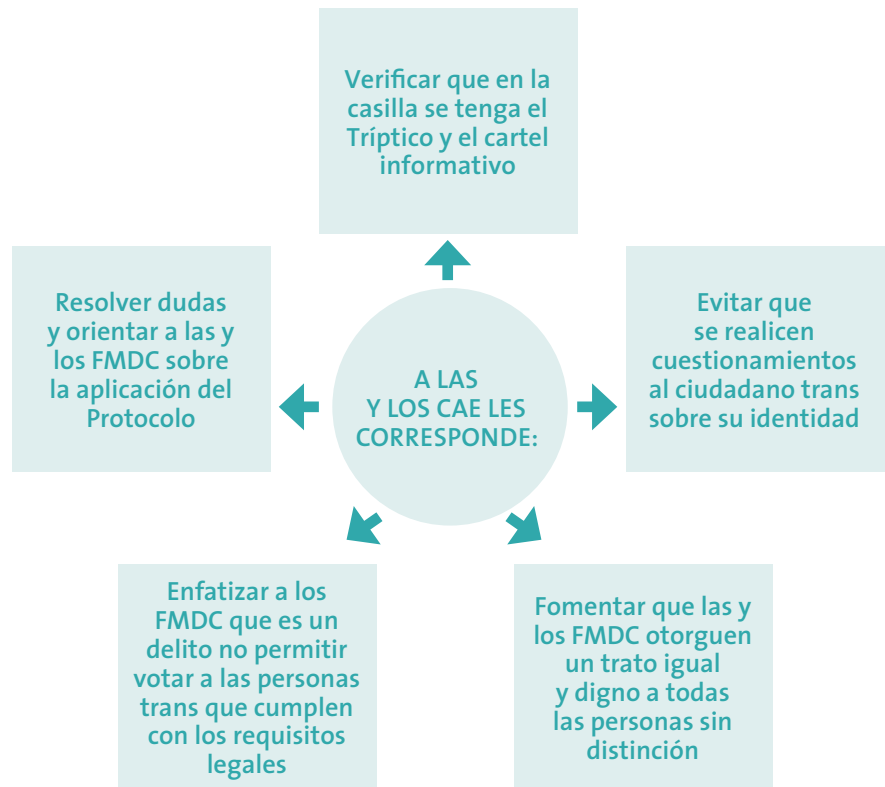 Verificar que en la
casilla se tenga el
Tríptico y el cartel
informativo
Resolver dudas
y orientar a las y
los FMDC sobre
la aplicación del
Protocolo
A LAS
Y LOS CAE LES
CORRESPONDE:
Evitar que
se realicen
cuestionamientos
al ciudadano trans
sobre su identidad
Enfatizar a los
FMDC que es un
delito no permitir
votar a las personas
trans que cumplen
con los requisitos
legales
Fomentar que las y
los FMDC otorguen
un trato igual
y digno a todas
las personas sin
distinción